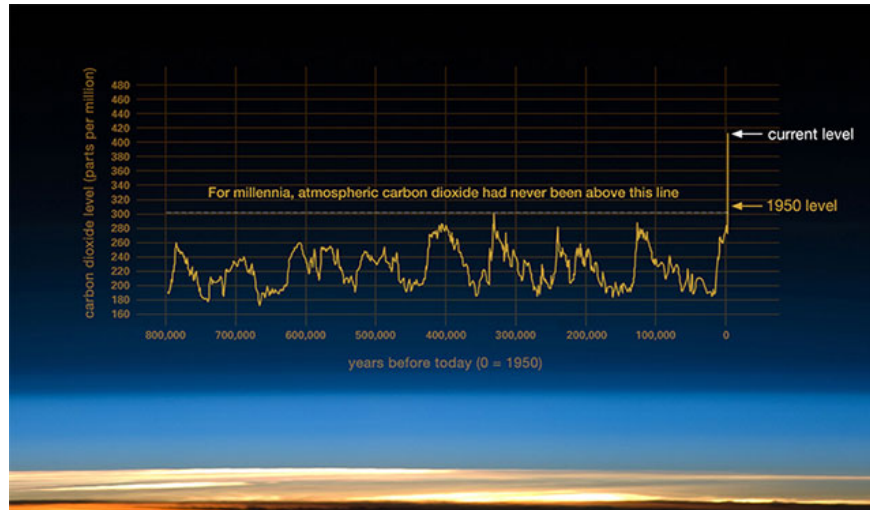 carbon dioxide level (parts per million)
480
460
440
420
400
380
360
340
320
300
280
260
240
220
200
180
160
current level
For millennia, atmospheric carbon dioxide had never been above this line
1950 level
800,000 700,000 600,000 500,000 400,000 300,000 200,000 100,000 0
years before today (0 = 1950)